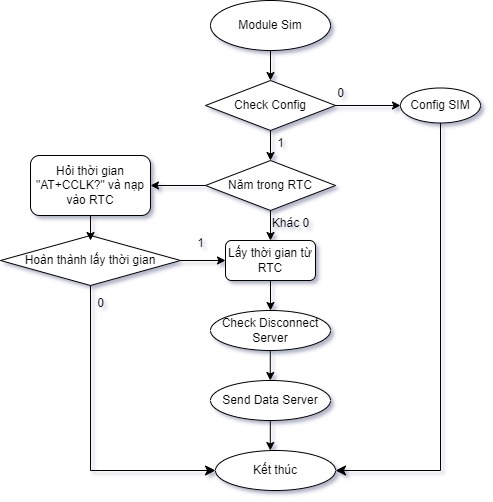 Module Sim
0
Check Config
Config SIM
1
Hỏi thời gian
"AT+CCLK?" và nạp
vào RTC
Năm trong RTC
Khác 0
1
Hoàn thành lấy thời gian
Lấy thời gian từ
RTC
0
Check Disconnect
Server
Send Data Server
Kết thúc